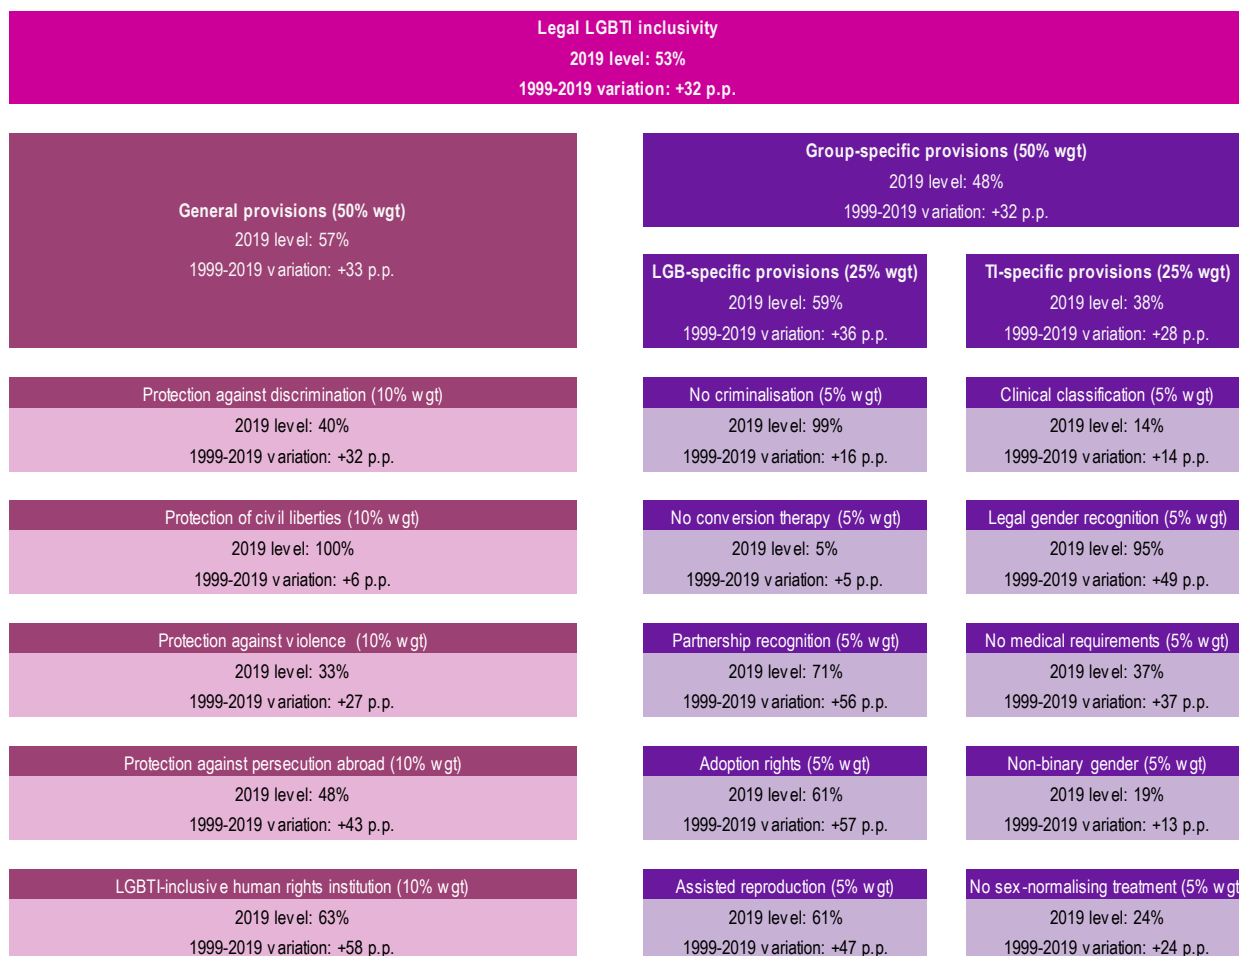 Legal LGBTI inclusivity
2019 level: 53%
1999-2019 variation: +32 p.p.
General provisions (50% wgt)
2019 level: 57%
1999-2019 variation: +33 p.p.
Group-specific provisions (50% wgt)
2019 level: 48%
1999-2019 variation: +32 p.p.
LGB-specific provisions (25% wgt)
2019 level: 59%
1999-2019 variation: +36 p.p.
TI-specific provisions (25% wgt)
2019 level: 38%
1999-2019 variation: +28 p.p.
Protection against discrimination (10% wgt)
2019 level: 40%
1999-2019 variation: +32 p.p.
No criminalisation (5% wgt)
2019 level: 99%
1999-2019 variation: +16 p.p.
Clinical classification (5% wgt)
2019 level: 14%
1999-2019 variation: +14 p.p.
Protection of civil liberties (10% wgt)
2019 level: 100%
1999-2019 variation: +6 p.p.
No conversion therapy (5% wgt)
2019 level: 5%
1999-2019 variation: +5 p.p.
Legal gender recognition (5% wgt)
2019 level: 95%
1999-2019 variation: +49 p.p.
Protection against violence (10% wgt)
2019 level: 33%
1999-2019 variation: +27 p.p.
Partnership recognition (5% wgt)
2019 level: 71%
1999-2019 variation: +56 p.p.
No medical requirements (5% wgt)
2019 level: 37%
1999-2019 variation: +37 p.p.
Protection against persecution abroad (10% wgt)
2019 level: 48%
1999-2019 variation: +43 p.p.
Adoption rights (5% wgt)
2019 level: 61%
1999-2019 variation: +57 p.p.
Non-binary gender (5% wgt)
2019 level: 19%
1999-2019 variation: +13 p.p.
LGBTI-inclusive human rights institution (10% wgt)
2019 level: 63%
1999-2019 variation: +58 p.p.
Assisted reproduction (5% wgt)
2019 level: 61%
1999-2019 variation: +47 p.p.
No sex-normalising treatment (5% wgt
2019 level: 24%
1999-2019 variation: +24 p.p.